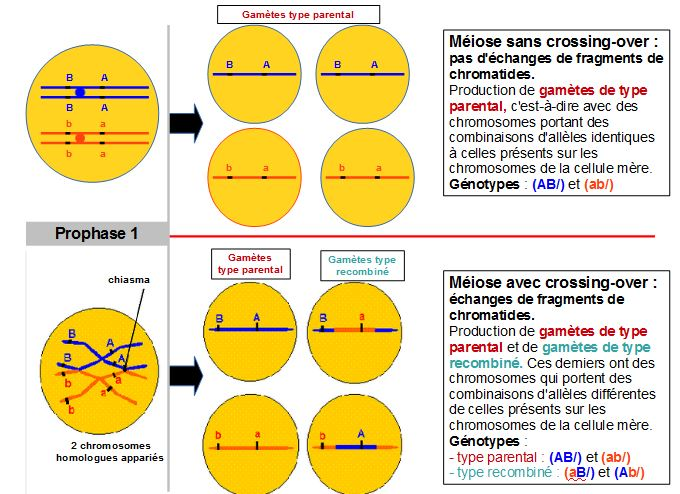 Gamètes type parental
B A
B A
b a
b a
B A
B A
b a
b a
Méiose sans crossing-over :
pas d'échanges de fragments de
chromatides.
Production de gamètes de type
parental, c'est-à-dire avec des
chromosomes portant des
combinaisons d'allèles identiques
à celles présents sur les
chromosomes de la cellule mère.
Génotypes : (AB/) et (ab/)
Prophase 1
chiasma
B A
B A
b a
b a
2 chromosomes
homologues appariés
Gamètes
type parental
Gamètes type
recombiné
B A
B a
b a
b A
Méiose avec crossing-over :
échanges de fragments de
chromatides.
Production de gamètes de type
parental et de gamètes de type
recombiné. Ces derniers ont des
chromosomes qui portent des
combinaisons d'allèles différentes
de celles présents sur les
chromosomes de la cellule mère.
Génotypes :
- type parental : (AB/) et (ab/)
- type recombiné : (aB/) et (Ab/)